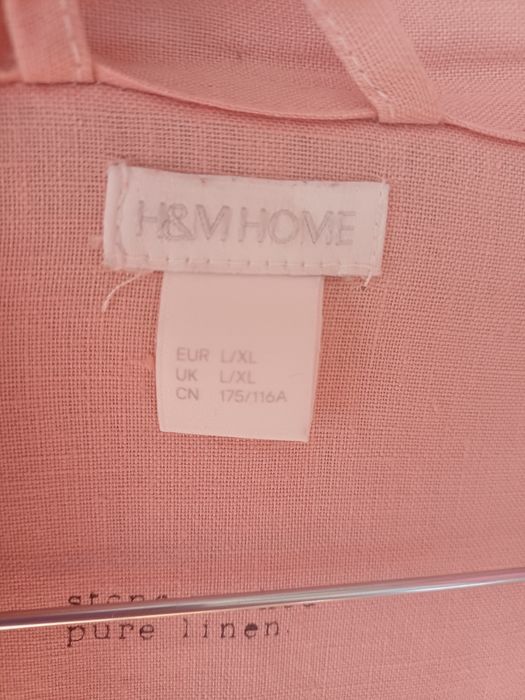 H&M HOME
EUR L/XL
UK L/XL
CN 175/116A
pure linen.